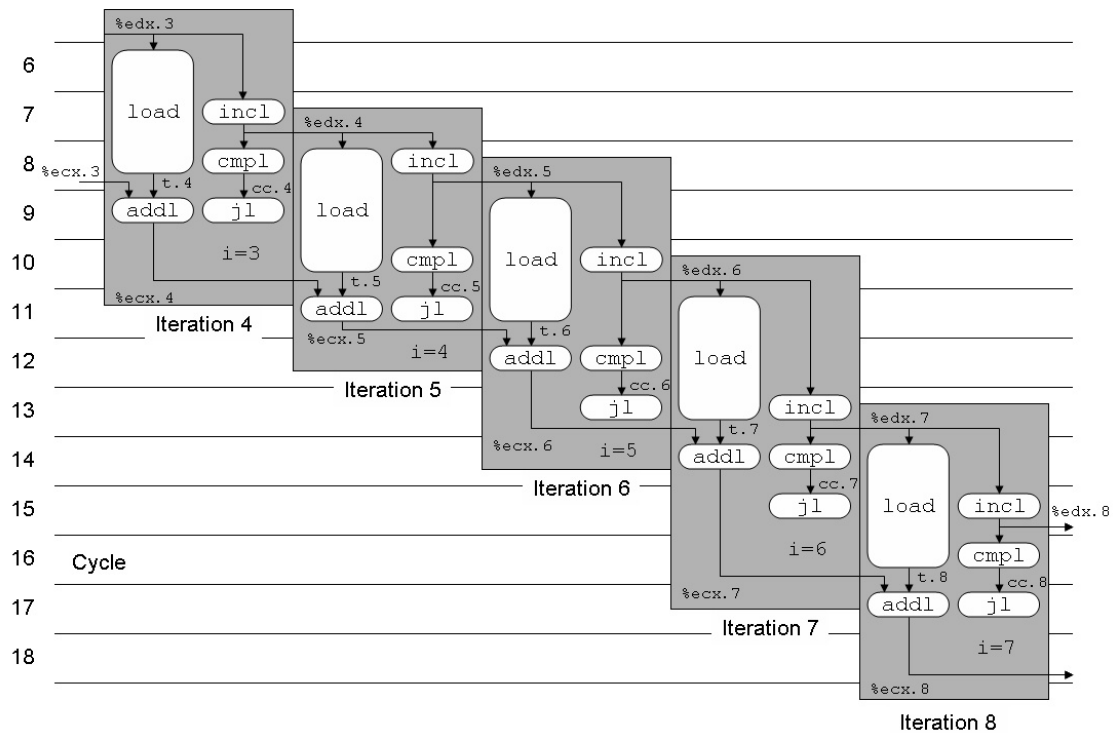 %edx.3
6
load
incl
7
%edx.4
8
cmpl
load
incl
%ecx.3
t.4
cc.4
%edx.5
9
addl
jl
load
10
i=3
cmpl
incl
%edx.6
%ecx.4
t.5
cc.5
11
addl
jl
load
Iteration 4
%ecx.5
t.6
12
i=4
addl
cmpl
Iteration 5
cc.6
13
jl
incl
%edx.7
t.7
%ecx.6
i=5
14
addl
cmpl
load
Iteration 6
cc.7
15
jl
incl
%edx.8
16
Cycle
i=6
cmpl
t.8
cc.8
%ecx.7
17
addl
jl
Iteration 7
18
i=7
%ecx.8
Iteration 8